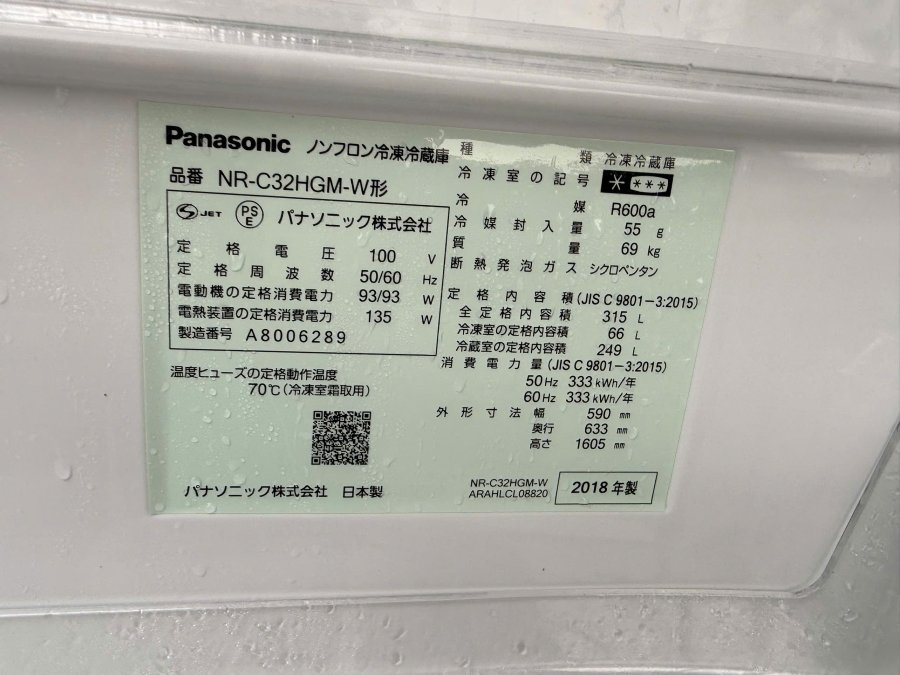 Panasonic ノンフロン冷凍冷蔵庫
品番 NR-C32HGM-W形
S JET PS E パナソニック株式会社
定格電圧 100 V
定格周波数 50/60 Hz
電動機の定格消費電力 93/93 W
電熱装置の定格消費電力 135 W
製造番号 A8006289
温度ヒューズの定格動作温度
70℃(冷凍室霜取用)
パナソニック株式会社 日本製
種類 冷凍冷蔵庫
冷凍室の記号 * ***
冷媒 R600a
冷媒封入量 55 g
質量 69 kg
断熱発泡ガス シクロペンタン
定格内容積 (JIS C 9801-3:2015)
全定格内容積 315 L
冷凍室の定格内容積 66 L
冷蔵室の定格内容積 249 L
消費電力量 (JIS C 9801-3:2015)
50Hz 333 kWh/年
60Hz 333 kWh/年
外形寸法 幅 590 mm
奥行 633 mm
高さ 1605 mm
NR-C32HGM-W
ARAHLCL08820
2018年製